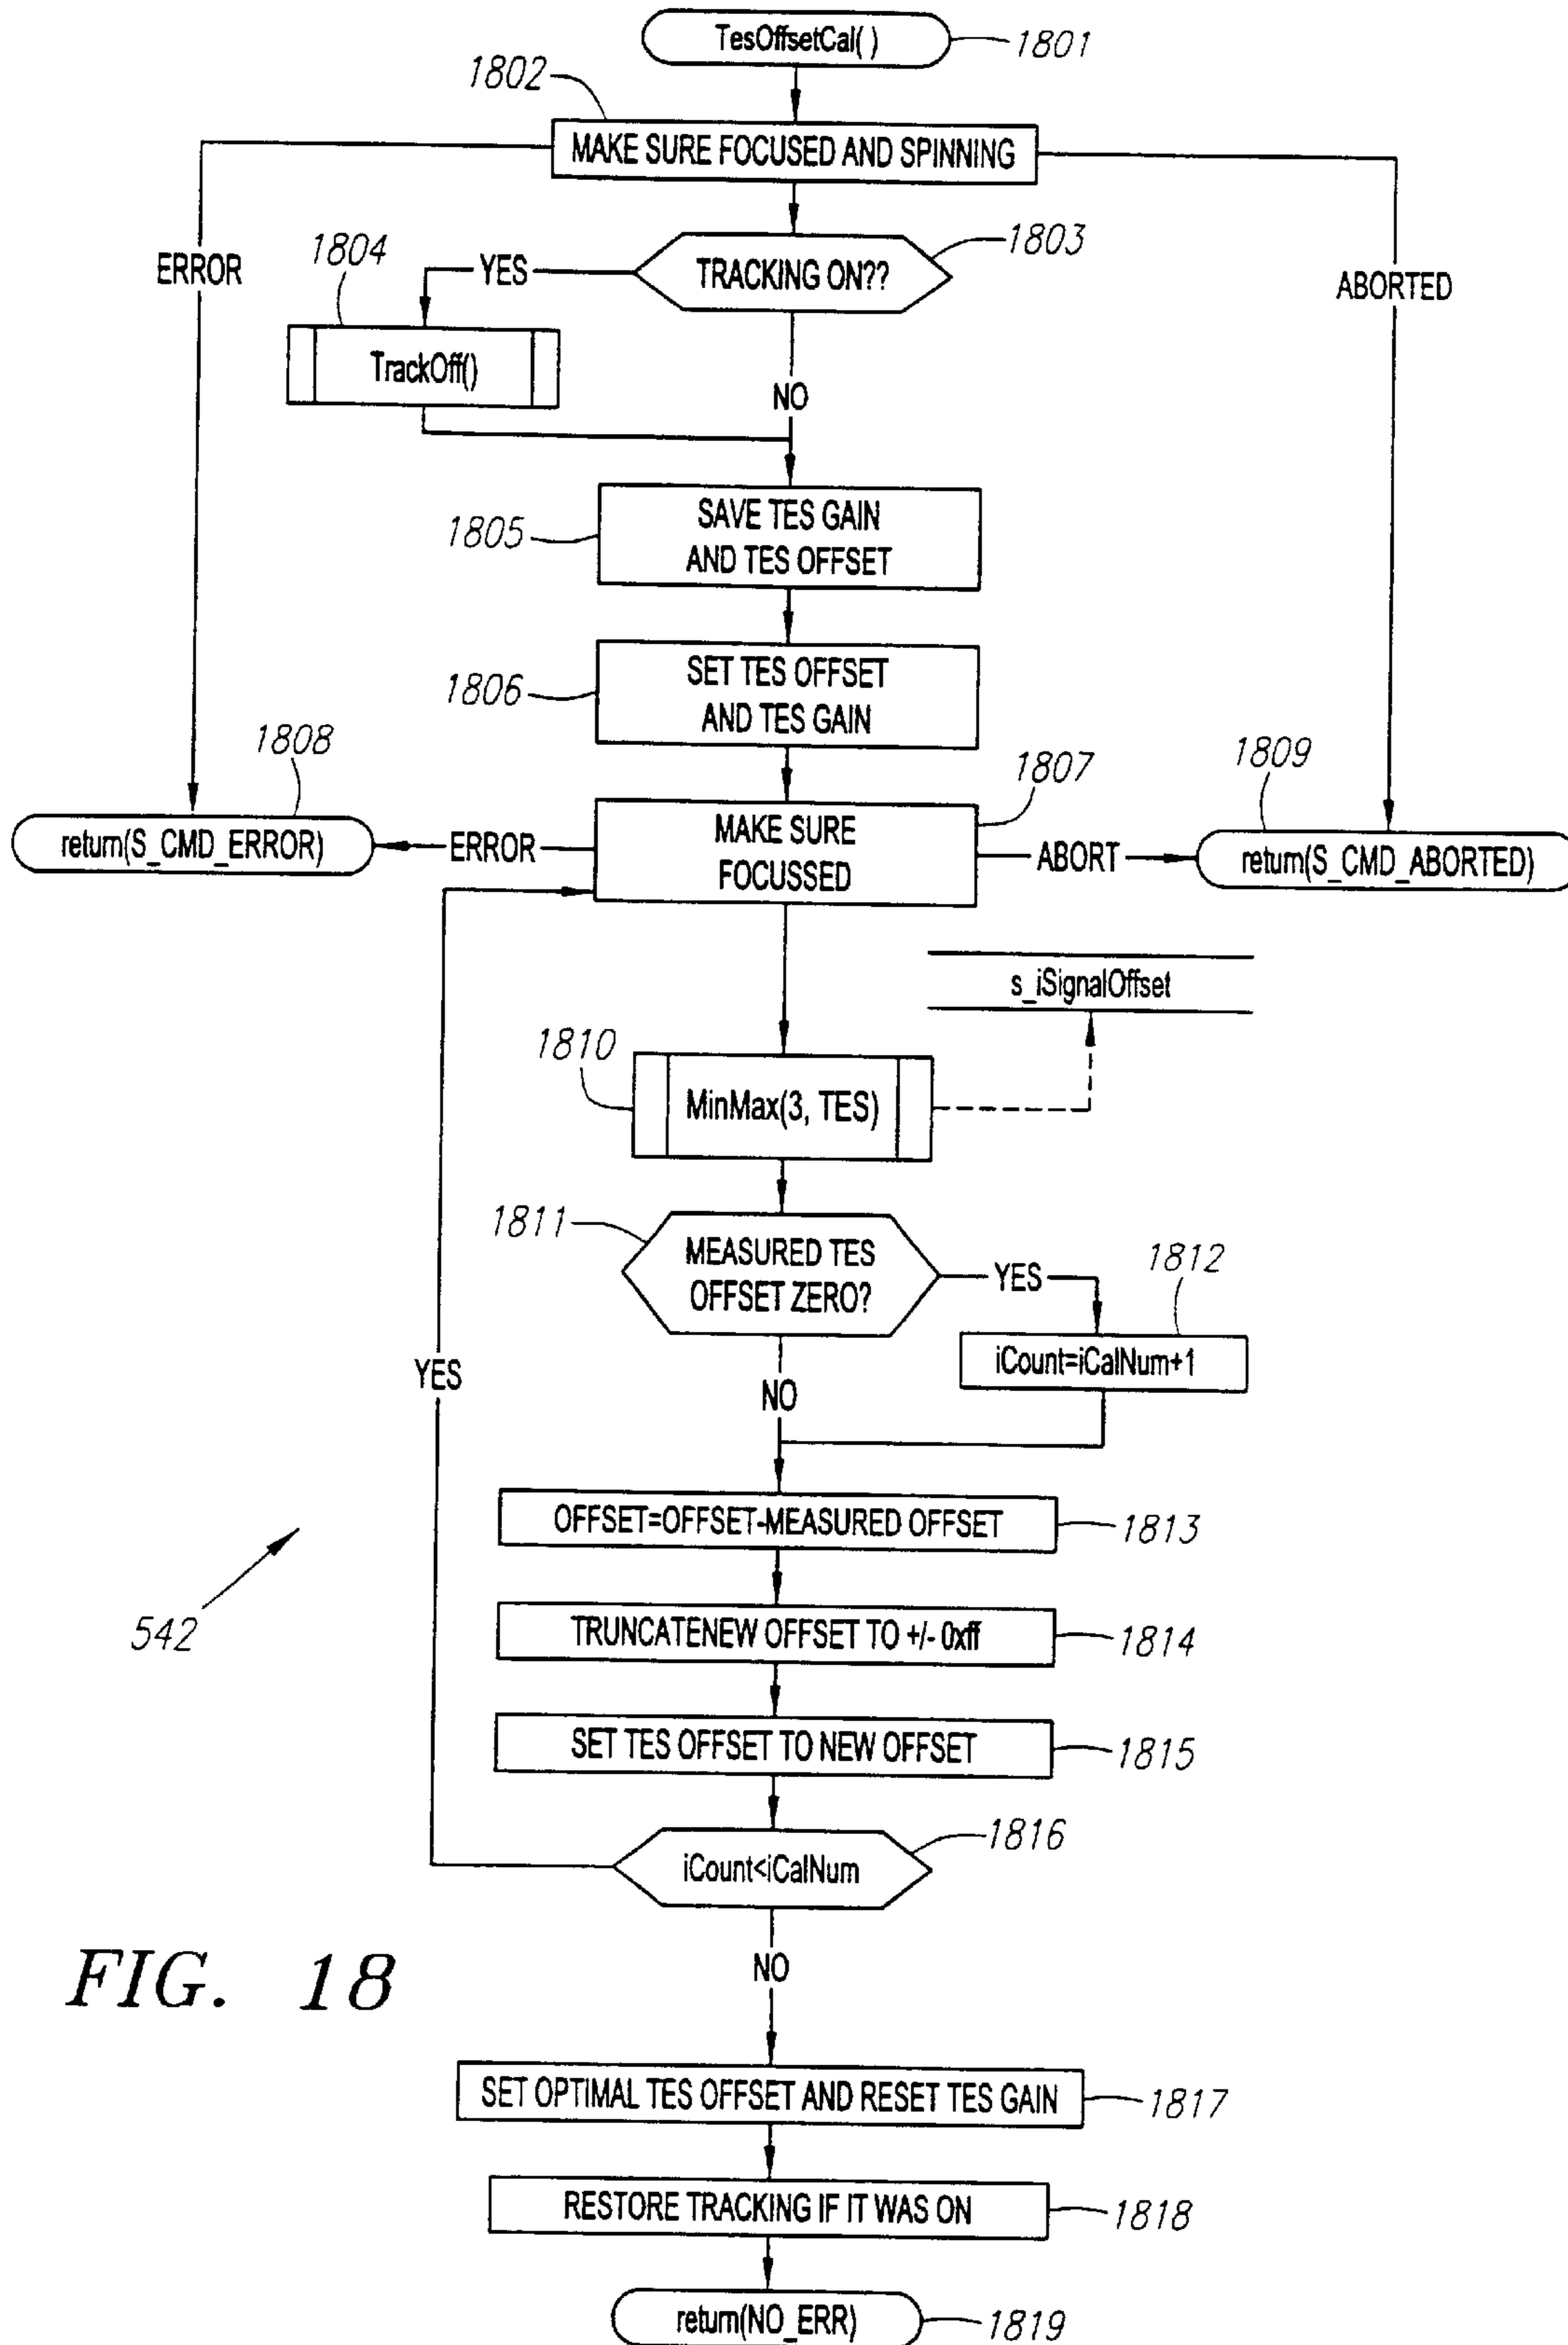 TesOffsetCal( )
1801
1802
MAKE SURE FOCUSED AND SPINNING
1803
1804
YES
TRACKING ON??
ERROR
ABORTED
TrackOff()
NO
1805
SAVE TES GAIN
AND TES OFFSET
1806
SET TES OFFSET
AND TES GAIN
1808
1807
1809
return(S_CMD_ERROR)
ERROR
MAKE SURE
FOCUSSED
ABORT
return(S_CMD_ABORTED)
s_iSignalOffset
1810
MinMax(3, TES)
1811
MEASURED TES
OFFSET ZERO?
YES
1812
iCount=iCalNum+1
YES
NO
OFFSET=OFFSET-MEASURED OFFSET
1813
542
TRUNCATENEW OFFSET TO +/- 0xff
1814
SET TES OFFSET TO NEW OFFSET
1815
1816
iCount<iCalNum
FIG. 18
NO
SET OPTIMAL TES OFFSET AND RESET TES GAIN
1817
RESTORE TRACKING IF IT WAS ON
1818
return(NO_ERR)
1819